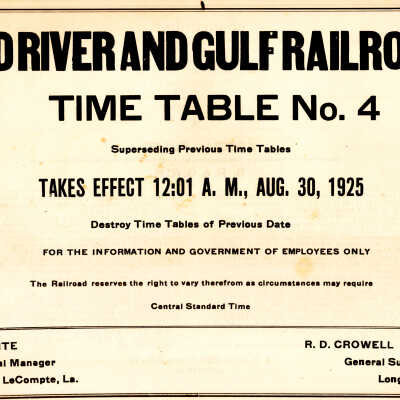 D RIVER AND GULF RAILRO
TIME TABLE No. 4
Superseding Previous Time Tables
TAKES EFFECT 12:01 A. M., AUG. 30, 1925
Destroy Time Tables of Previous Date
FOR THE INFORMATION AND GOVERNMENT OF EMPLOYEES ONLY
The Railroad reserves the right to vary therefrom as circumstances may require
Central Standard Time
ITE
al Manager
LeCompte, La.
R. D. CROWELL
General Su
Long